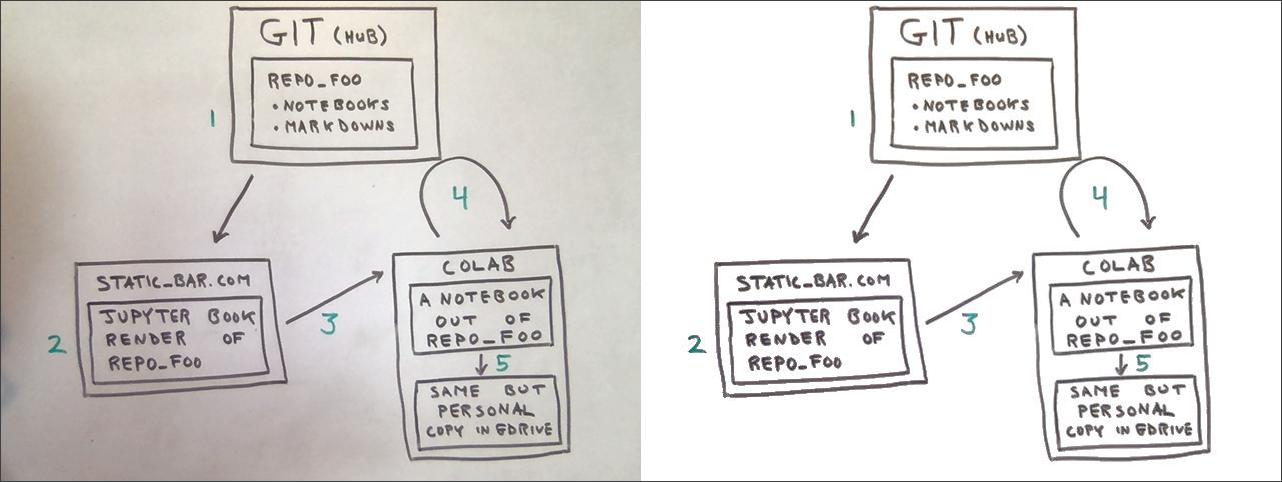 GIT (HUB)
REPO_FOO
• NOTEBOOKS
• MARKDOWNS
1
4
STATIC_BAR.COM
JUPYTER BOOK
RENDER OF
REPO_FOO
2
3
COLAB
A NOTEBOOK
OUT OF
REPO_FOO
5
SAME BUT
PERSONAL
COPY IN GDRIVE
GIT (HUB)
REPO_FOO
• NOTEBOOKS
• MARKDOWNS
1
4
STATIC_BAR.COM
JUPYTER BOOK
RENDER OF
REPO_FOO
2
3
COLAB
A NOTEBOOK
OUT OF
REPO_FOO
5
SAME BUT
PERSONAL
COPY IN GDRIVE